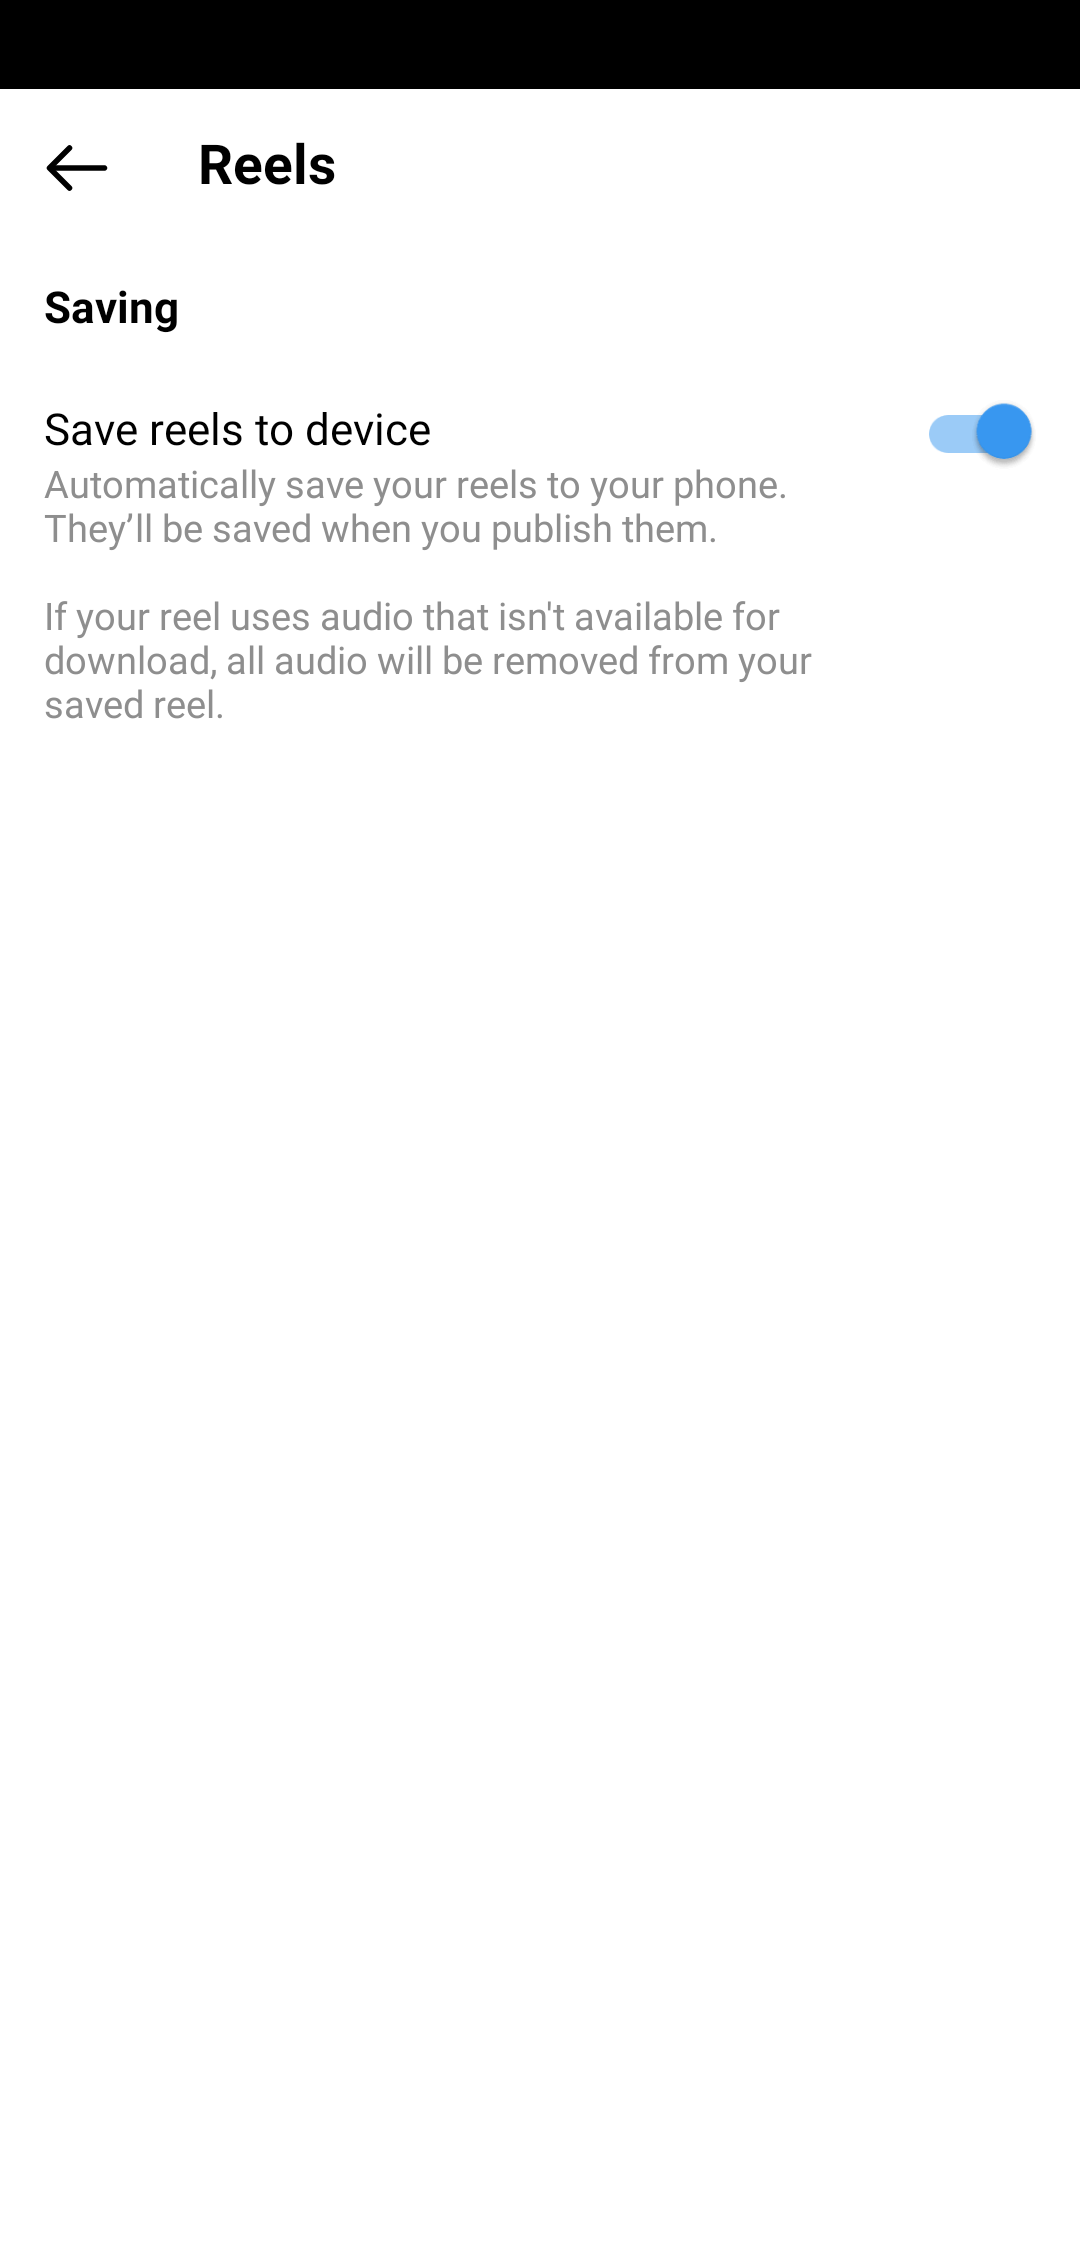 Reels
Saving
Save reels to device
Automatically save your reels to your phone.
They’ll be saved when you publish them.
If your reel uses audio that isn't available for
download, all audio will be removed from your
saved reel.